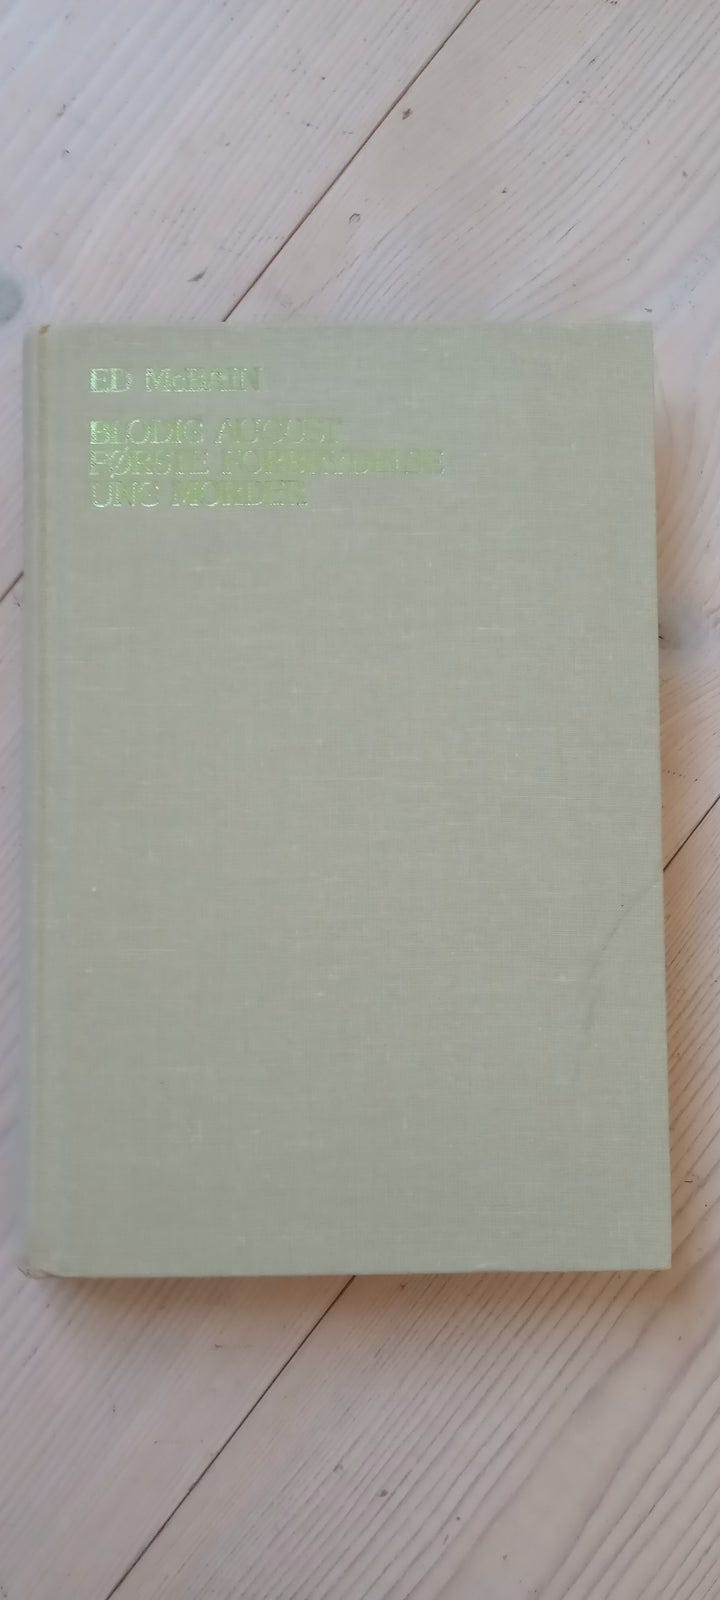 ED McBAIN
BLODIG AUGUST
FØRSTE FORBRYDELSE
UNG MORDER